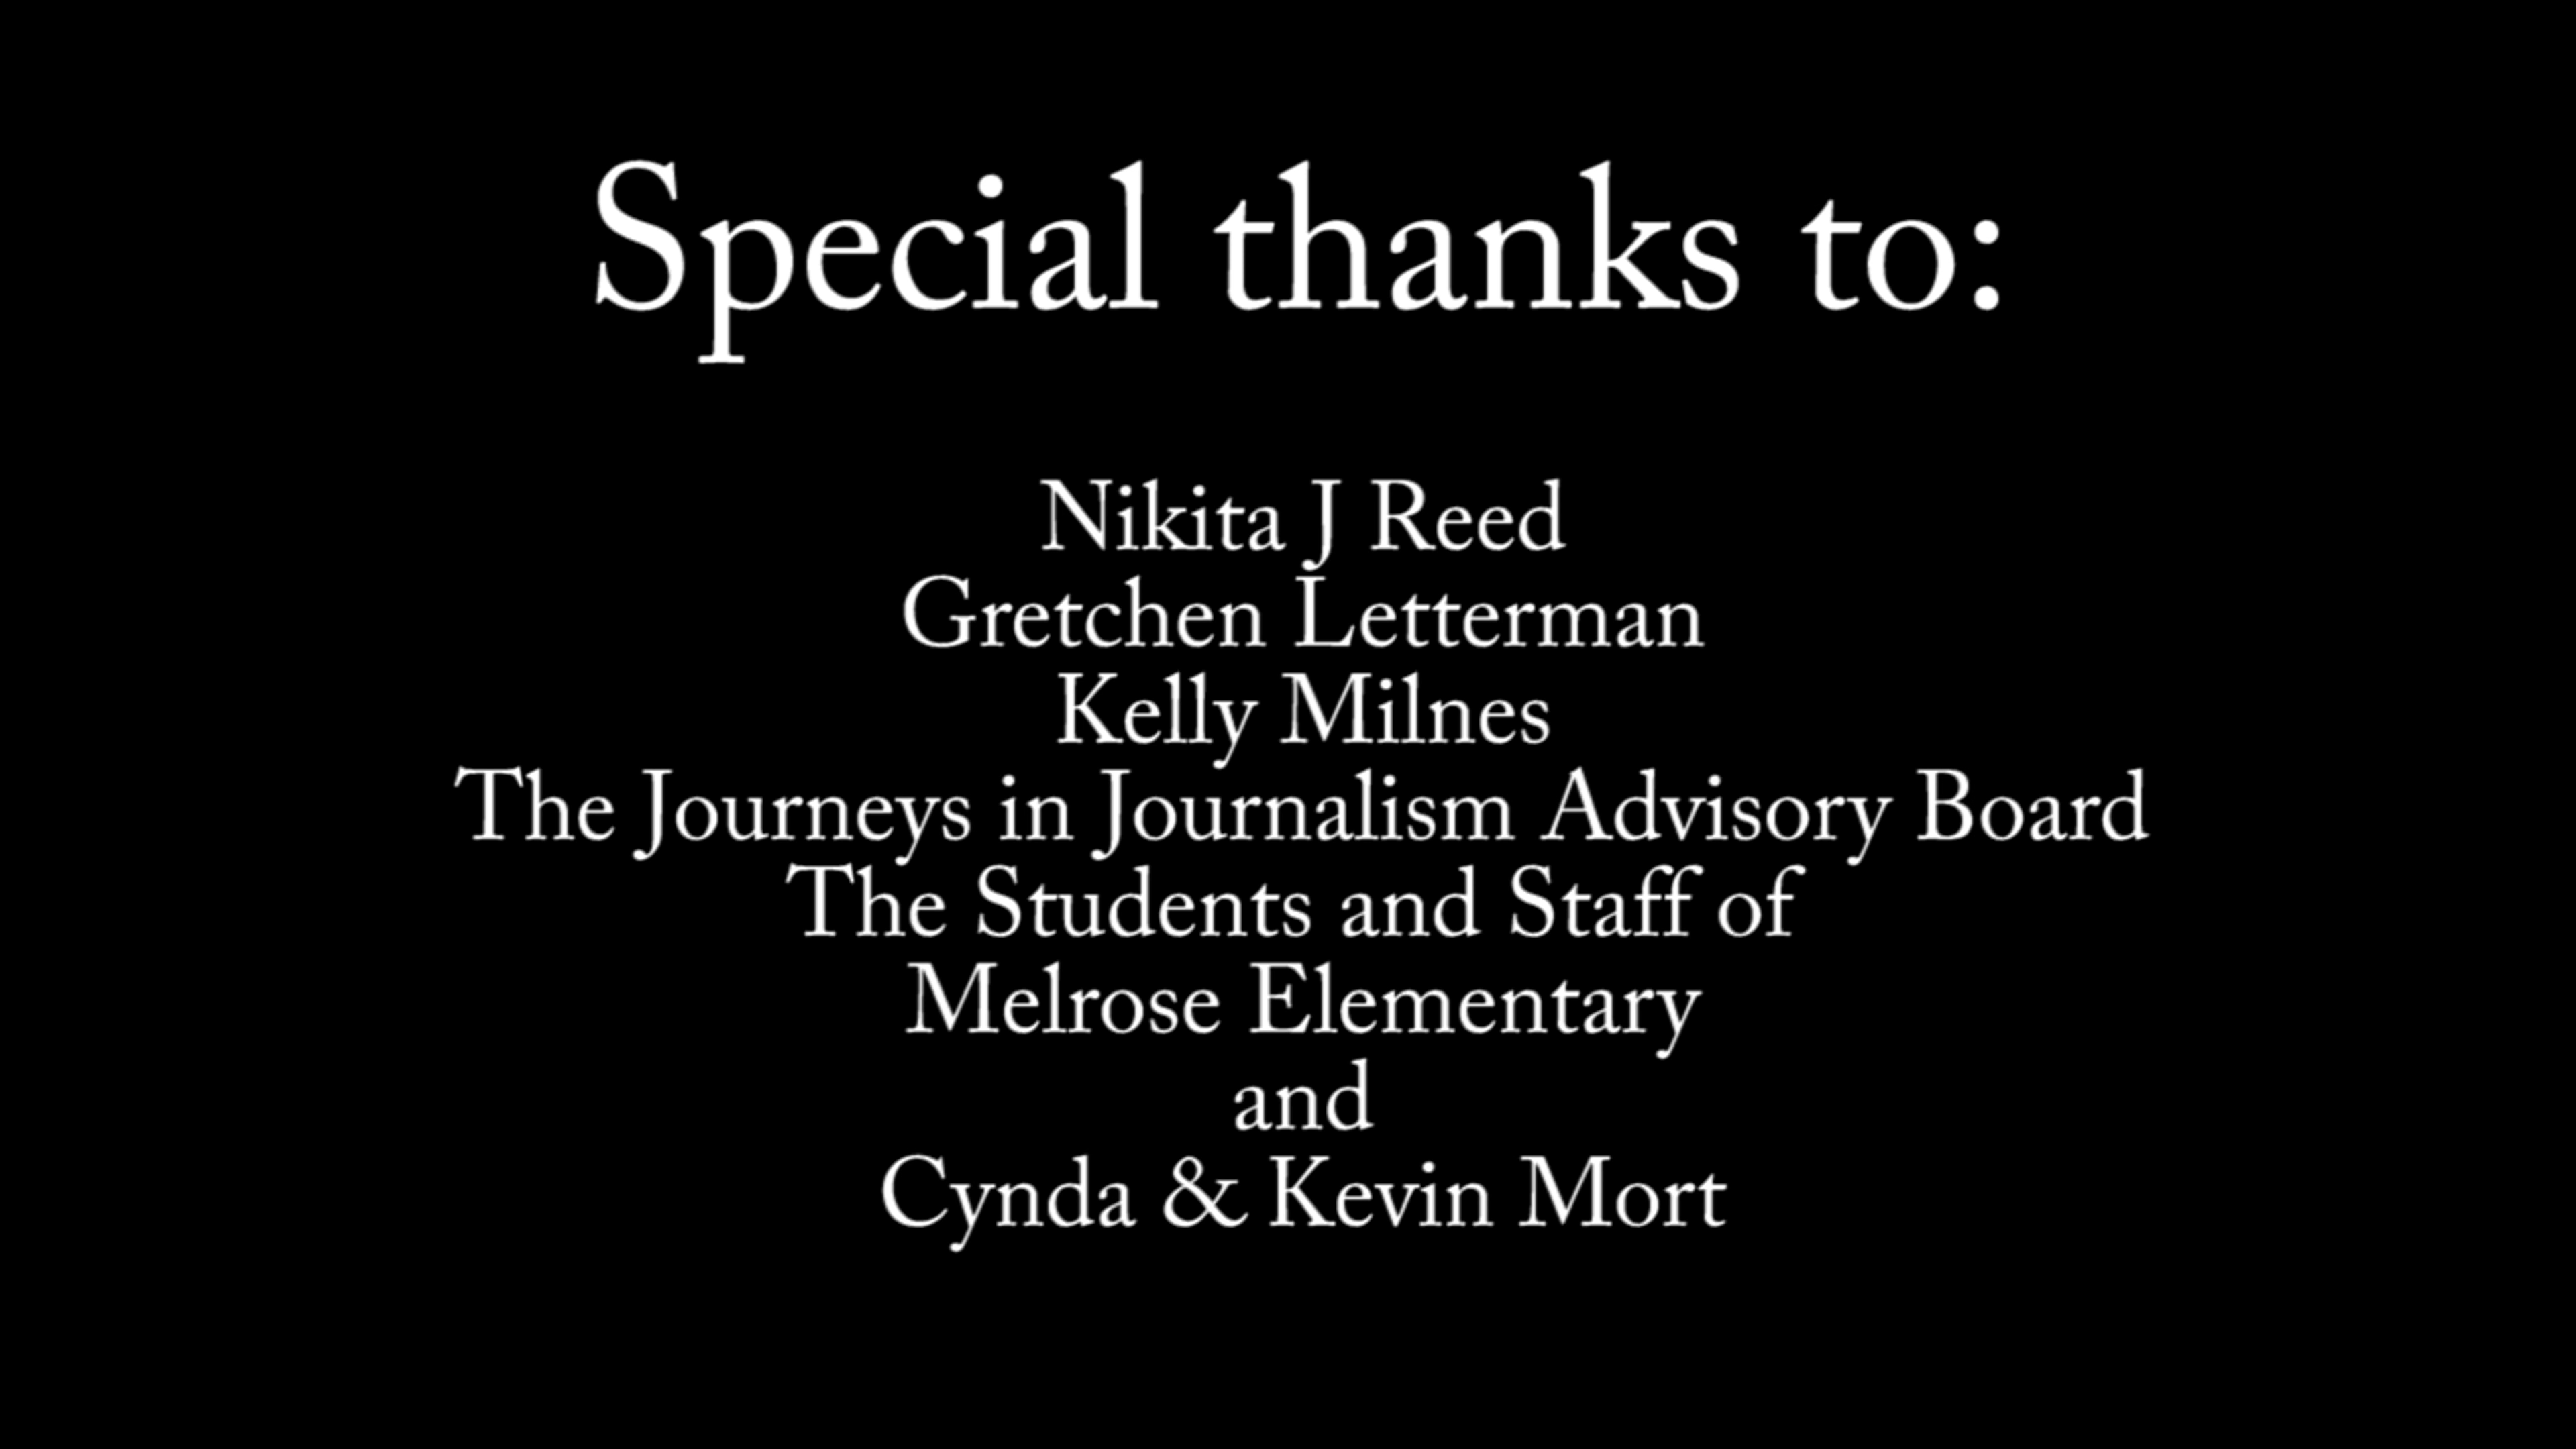 Special thanks to:
Nikita J Reed
Gretchen Letterman
Kelly Milnes
The Journeys in Journalism Advisory Board
The Students and Staff of
Melrose Elementary
and
Cynda & Kevin Mort